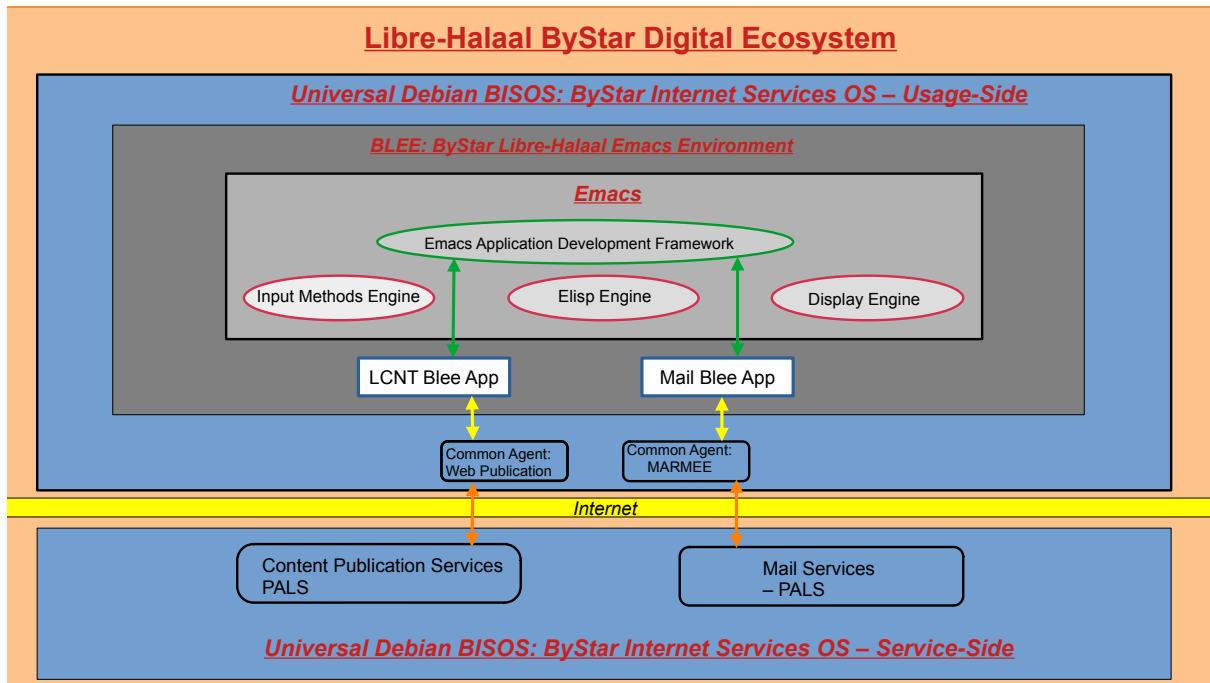 Libre-Halaal ByStar Digital Ecosystem
Universal Debian BISOS: ByStar Internet Services OS – Usage-Side
BLEE: ByStar Libre-Halaal Emacs Environment
Emacs
Emacs Application Development Framework
Input Methods Engine
Elisp Engine
Display Engine
LCNT Blee App
Mail Blee App
Common Agent:
Web Publication
Common Agent:
MARMEE
Internet
Content Publication Services
PALS
Mail Services
– PALS
Universal Debian BISOS: ByStar Internet Services OS – Service-Side